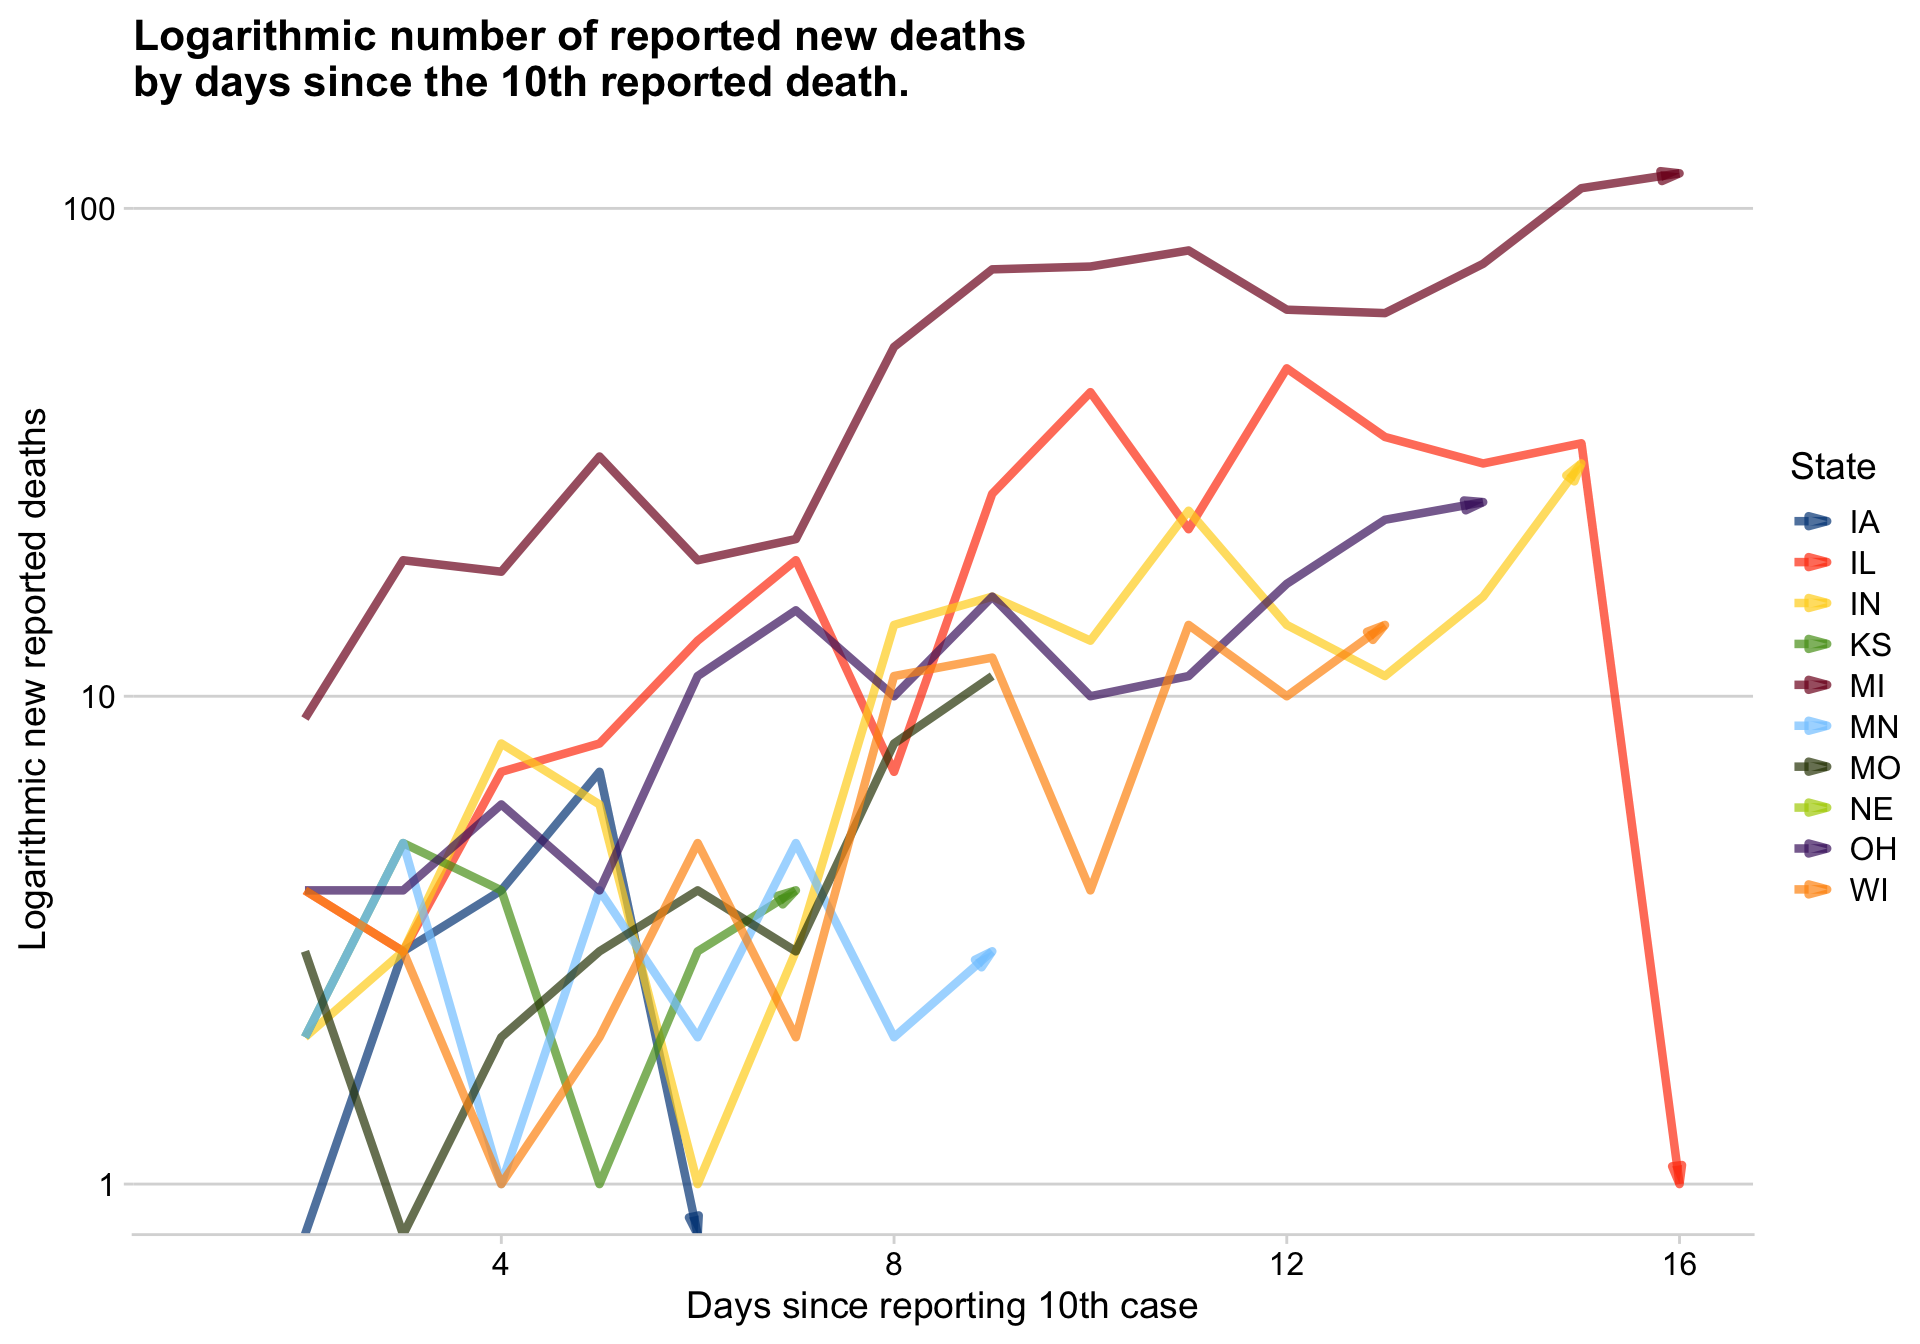 Logarithmic number of reported new deaths
by days since the 10th reported death.
Logarithmic new reported deaths
100
10
1
4
8
12
16
Days since reporting 10th case
State
IA
IL
IN
KS
MI
MN
MO
NE
OH
WI